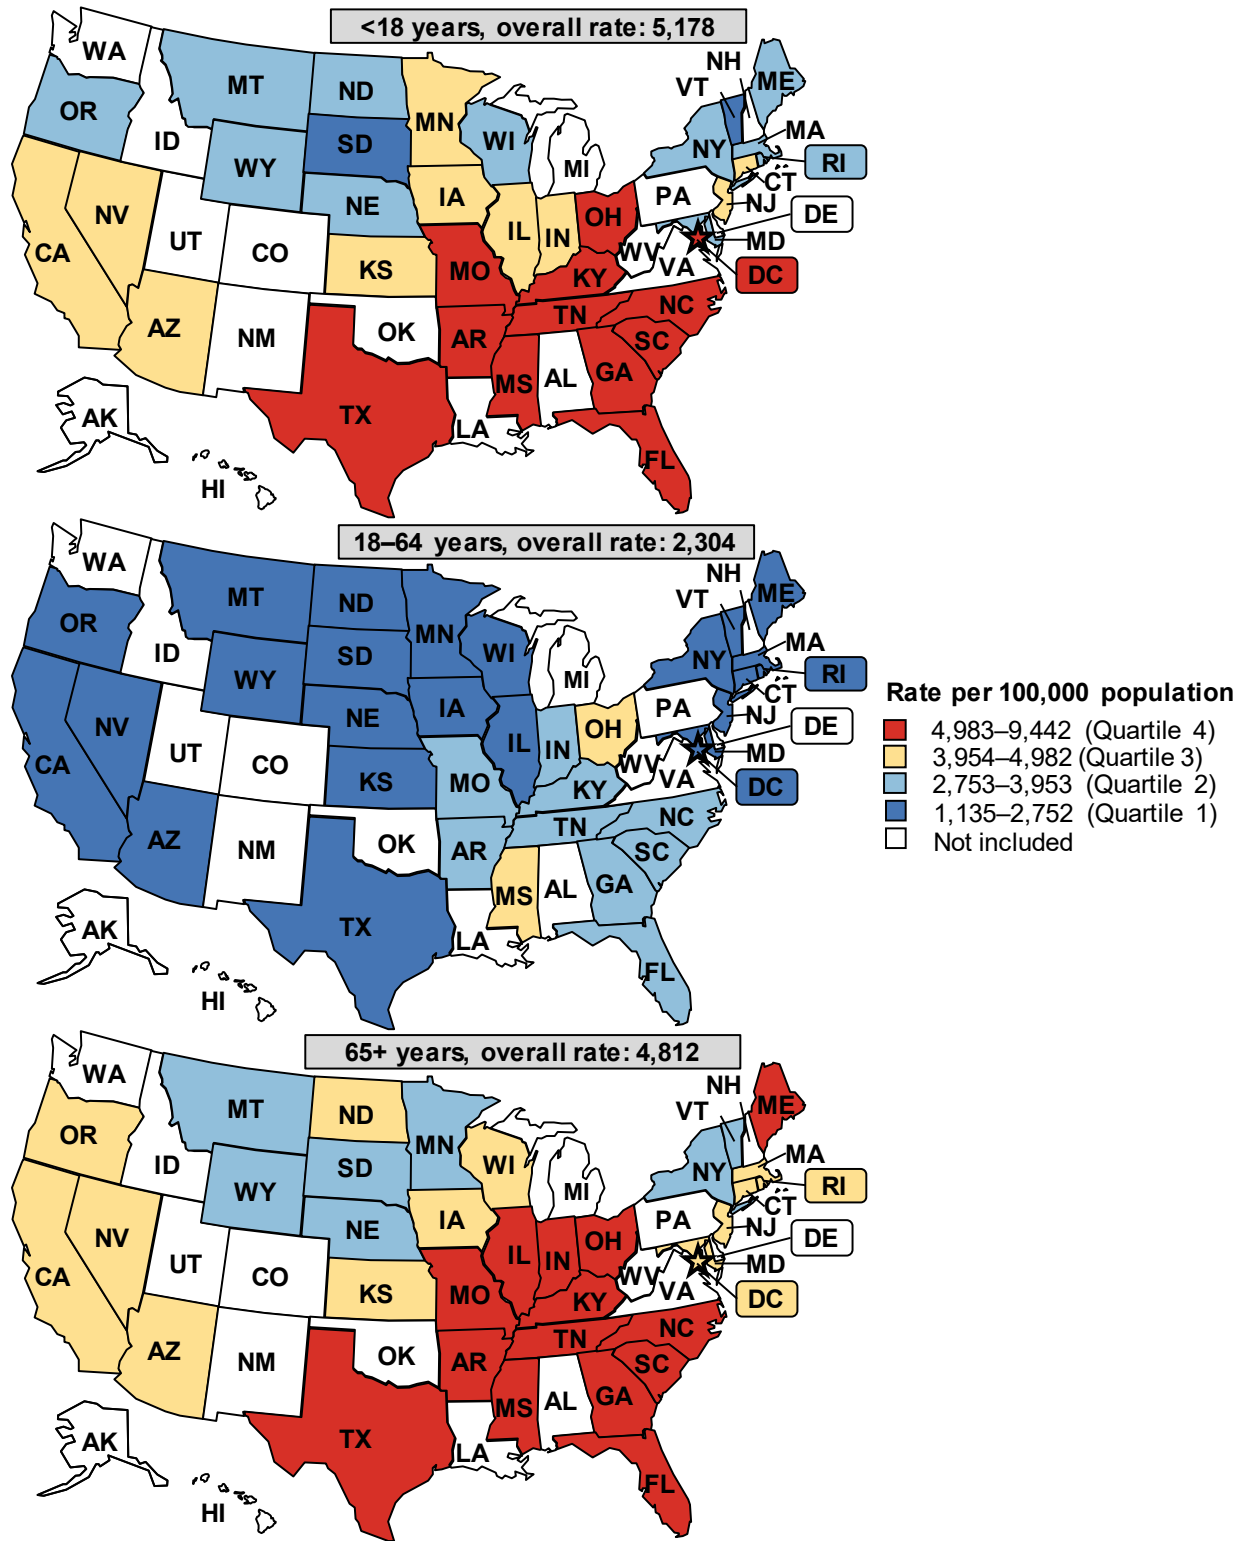 <18 years, overall rate: 5,178
WA
NH
VT
ME
MT
ND
OR
MN
ID
SD
WI
MA
NY
RI
WY
MI
CT
IA
PA
NE
NJ
DE
NV
OH
IL
IN
UT
MD
CO
WV
CA
VA
KS
MO
KY
DC
NC
TN
AZ
OK
NM
AR
SC
GA
MS
AL
AK
TX
LA
FL
HI
18–64 years, overall rate: 2,304
WA
NH
VT
ME
MT
ND
OR
MN
MA
ID
SD
WI
NY
RI
WY
MI
CT
IA
PA
NE
NJ
DE
NV
OH
IL
IN
UT
MD
CO
WV
CA
VA
KS
MO
KY
DC
NC
TN
AZ
OK
NM
AR
SC
GA
MS
AL
AK
TX
LA
FL
HI
Rate per 100,000 population
4,983–9,442 (Quartile 4)
3,954–4,982 (Quartile 3)
2,753–3,953 (Quartile 2)
1,135–2,752 (Quartile 1)
Not included
65+ years, overall rate: 4,812
WA
NH
VT
ME
MT
ND
OR
MN
MA
ID
SD
WI
NY
RI
WY
MI
CT
IA
PA
NE
NJ
DE
NV
OH
IL
IN
UT
MD
CO
WV
CA
VA
KS
MO
KY
DC
NC
TN
AZ
OK
NM
AR
SC
GA
MS
AL
AK
TX
LA
FL
HI